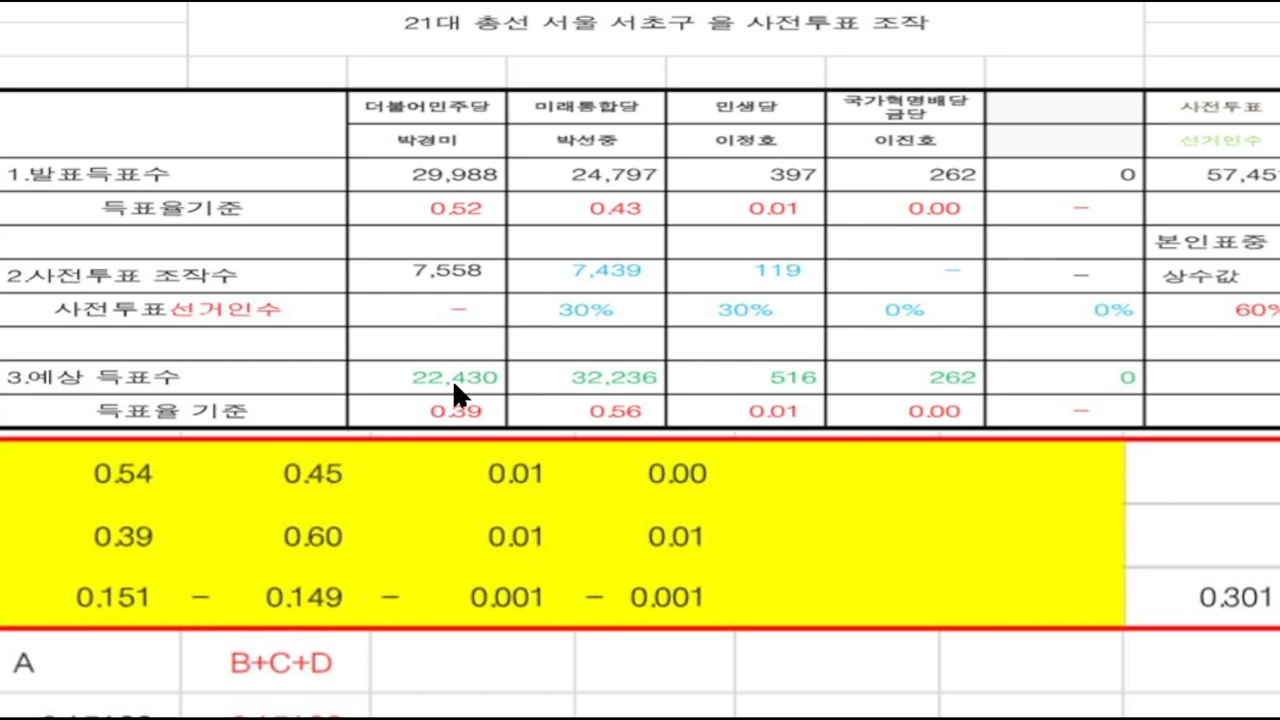 21대 총선 서울 서초구 을 사전투표 조작
더불어민주당 미래통합당 민생당 국가혁명배당금당 사전투표
박경미 박선중 이정호 이진호 선거인수
1.발표득표수 29,988 24,797 397 262 0 57,45
득표율기준 0.52 0.43 0.01 0.00 –
본인표중
2.사전투표 조작수 7,558 7,439 119 – – 상수값
사전투표선거인수 – 30% 30% 0% 0% 60%
3.예상 득표수 22,430 32,236 516 262 0
득표율 기준 0.39 0.56 0.01 0.00 –
0.54 0.45 0.01 0.00
0.39 0.60 0.01 0.01
0.151 – 0.149 – 0.001 – 0.001 0.301
A B+C+D